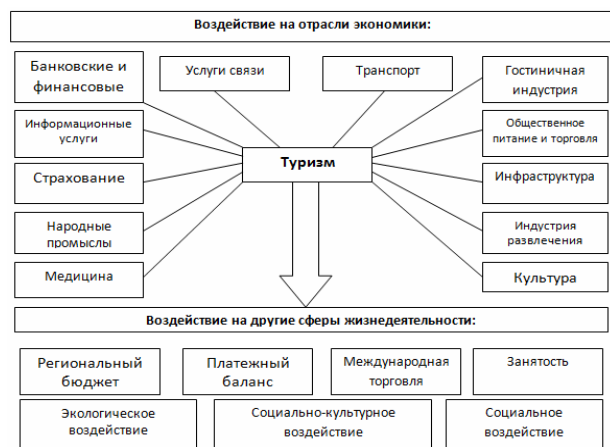 Воздействие на отрасли экономики:
Банковские и
финансовые
Услуги связи
Транспорт
Гостиничная
индустрия
Информационные
услуги
Общественное
питание и торговля
Туризм
Страхование
Инфраструктура
Народные
промыслы
Индустрия
развлечения
Медицина
Культура
Воздействие на другие сферы жизнедеятельности:
Региональный
бюджет
Платежный
баланс
Международная
торговля
Занятость
Экологическое
воздействие
Социально-культурное
воздействие
Социальное
воздействие